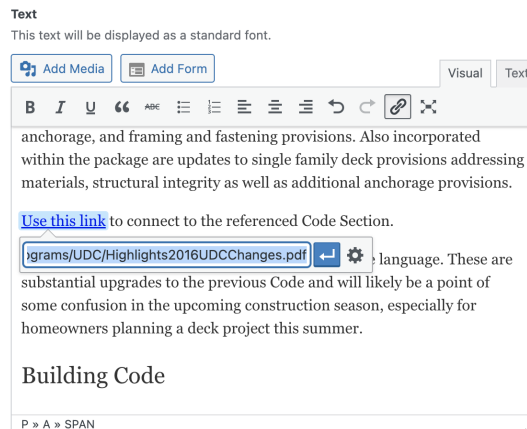 Text
This text will be displayed as a standard font.
Add Media Add Form
Visual Text
B I U ABC
anchorage, and framing and fastening provisions. Also incorporated
within the package are updates to single family deck provisions addressing
materials, structural integrity as well as additional anchorage provisions.
Use this link to connect to the referenced Code Section.
ograms/UDC/Highlights2016UDCChanges.pdf
language. These are
substantial upgrades to the previous Code and will likely be a point of
some confusion in the upcoming construction season, especially for
homeowners planning a deck project this summer.
Building Code
P » A » SPAN